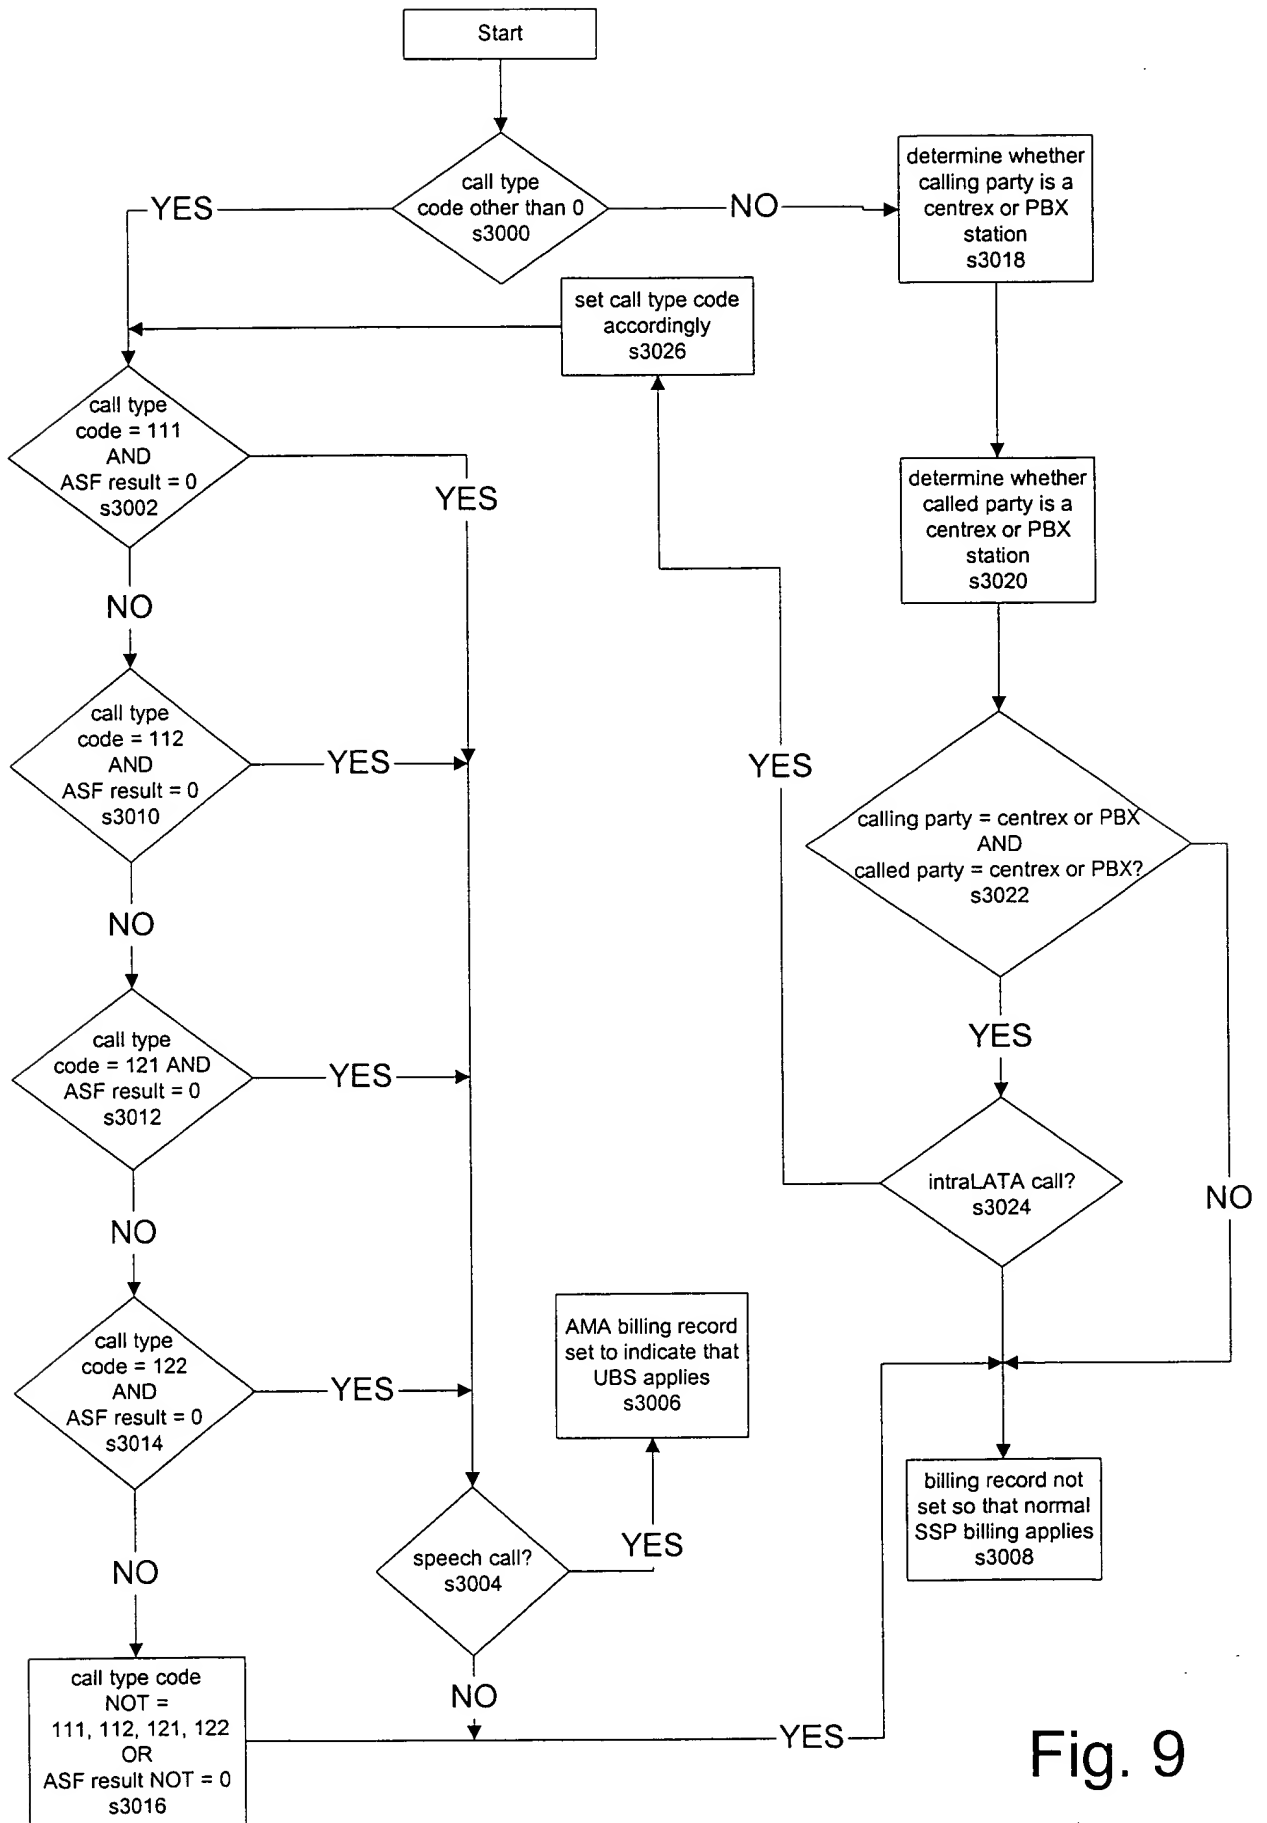 Start
call type
code other than 0
s3000
YES
NO
determine whether
calling party is a
centrex or PBX
station
s3018
set call type code
accordingly
s3026
call type
code = 111
AND
ASF result = 0
s3002
YES
NO
determine whether
called party is a
centrex or PBX
station
s3020
call type
code = 112
AND
ASF result = 0
s3010
YES
NO
YES
calling party = centrex or PBX
AND
called party = centrex or PBX?
s3022
YES
NO
call type
code = 121 AND
ASF result = 0
s3012
YES
NO
intraLATA call?
s3024
call type
code = 122
AND
ASF result = 0
s3014
YES
NO
AMA billing record
set to indicate that
UBS applies
s3006
YES
speech call?
s3004
NO
billing record not
set so that normal
SSP billing applies
s3008
call type code
NOT =
111, 112, 121, 122
OR
ASF result NOT = 0
s3016
YES
Fig. 9